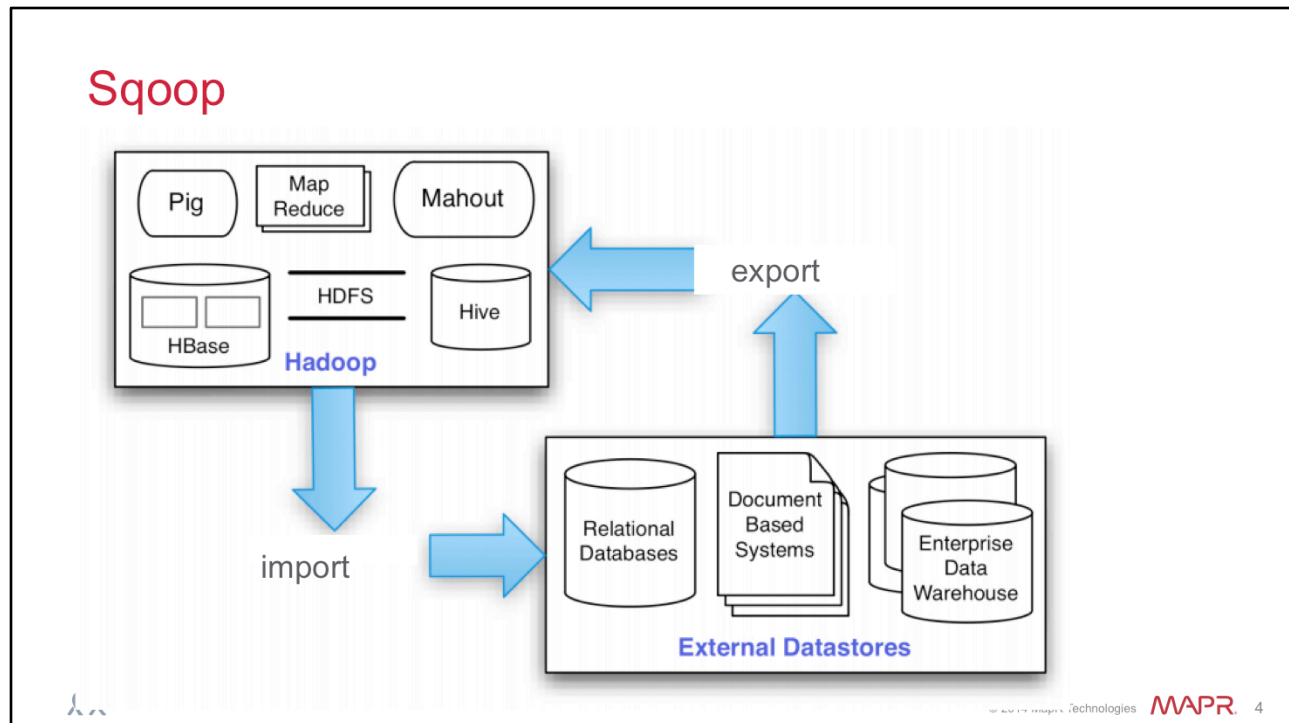 Sqoop
Pig
Map
Reduce
Mahout
HBase
HDFS
Hive
Hadoop
export
import
Relational
Databases
Document
Based
Systems
Enterprise
Data
Warehouse
External Datastores
Technologies MAPR. 4